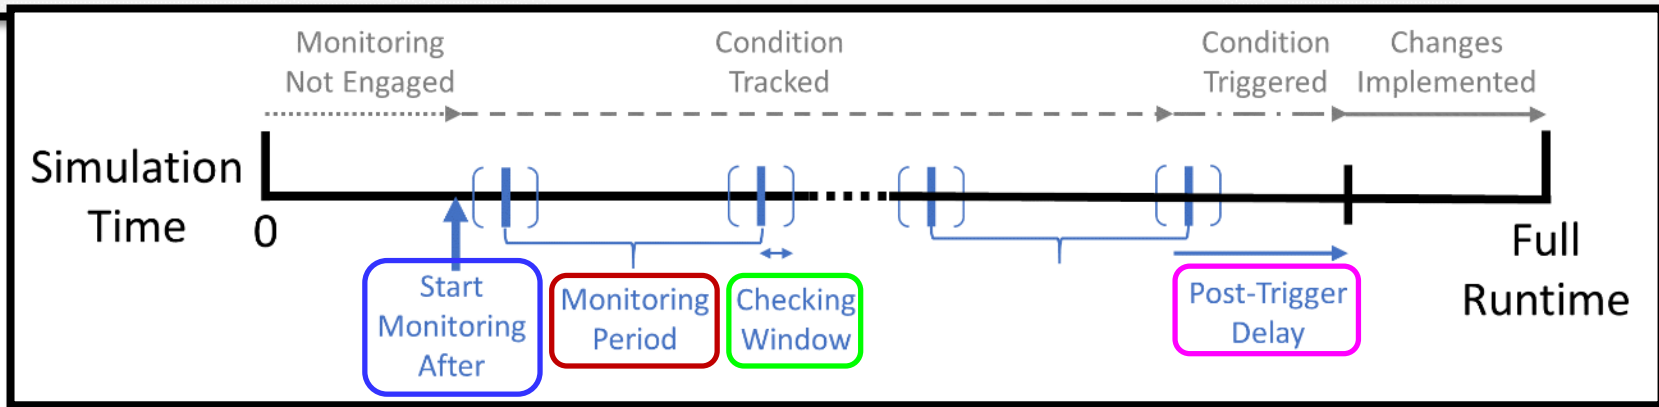 Monitoring
Not Engaged
Condition
Tracked
Condition
Triggered
Changes
Implemented
Simulation
Time
0
Full
Runtime
Start
Monitoring
After
Monitoring
Period
Checking
Window
Post-Trigger
Delay